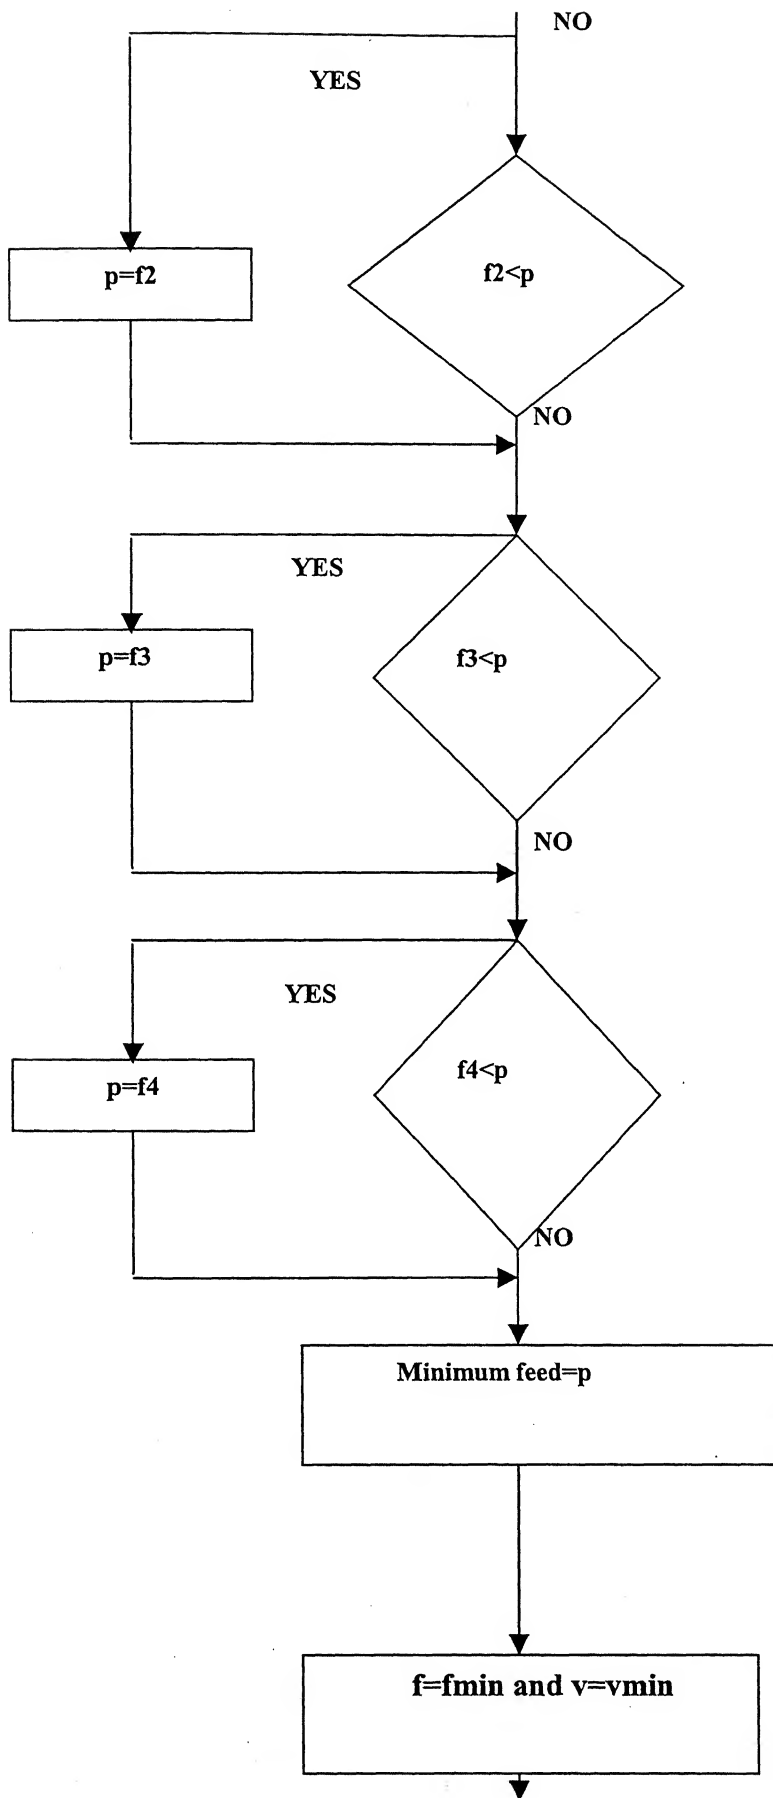 NO
YES
p=f2
f2<p
NO
YES
p=f3
f3<p
NO
YES
p=f4
f4<p
NO
Minimum feed=p
f=fmin and v=vmin